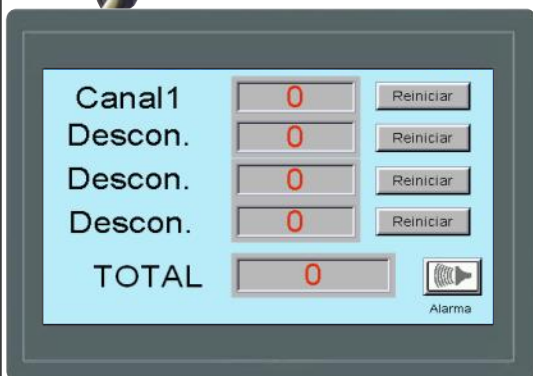 Canal1 0 Reiniciar
Descon. 0 Reiniciar
Descon. 0 Reiniciar
Descon. 0 Reiniciar
TOTAL 0
Alarma